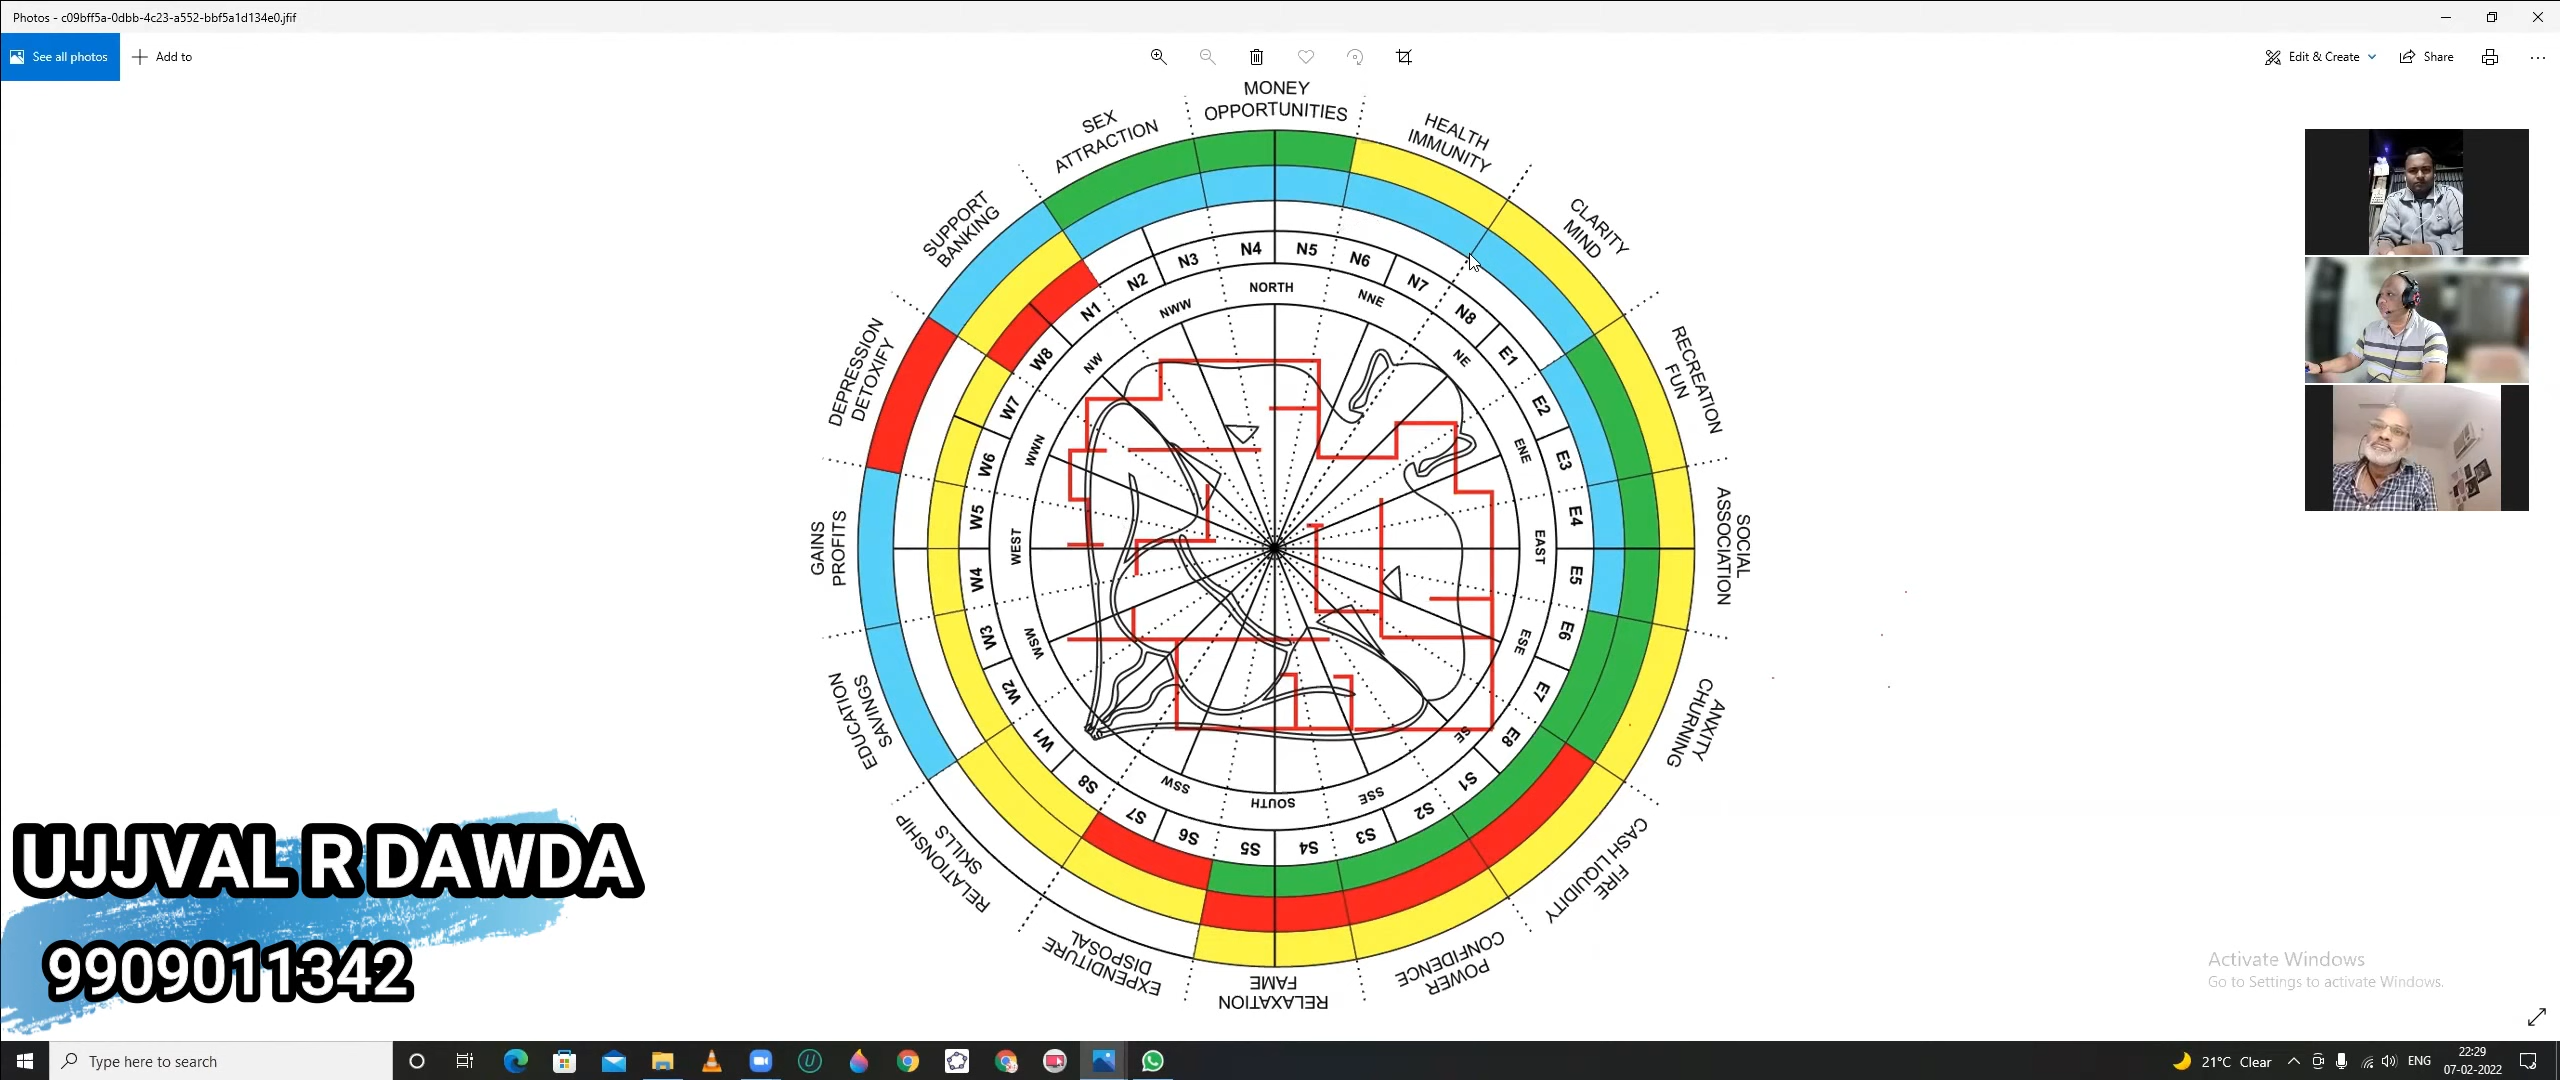 Photos - c09bff5a-0dbb-4c23-a552-bbf5a1d134e0.jfif
See all photos
Add to
Edit & Create
Share
MONEY
OPPORTUNITIES
HEALTH
IMMUNITY
CLARITY
MIND
RECREATION
FUN
SOCIAL
ASSOCIATION
ANXITY
CHURNING
FIRE
CASH LIQUIDITY
POWER
CONFIDENCE
RELAXATION
FAME
EXPENDITURE
DISPOSAL
RELATIONSHIP
SKILLS
EDUCATION
SAVINGS
GAINS
PROFITS
DEPRESSION
DETOXIFY
SUPPORT
BANKING
SEX
ATTRACTION
N1
N2
N3
N4
N5
N6
N7
N8
E1
E2
E3
E4
E5
E6
E7
E8
S1
S2
S3
S4
S5
S6
S7
S8
W1
W2
W3
W4
W5
W6
W7
W8
NORTH
NNE
NE
ENE
EAST
ESE
SE
SSE
SOUTH
SSW
WSW
WEST
WWN
NW
NWW
UJJVAL R DAWDA
9909011342
Activate Windows
Go to Settings to activate Windows.
Type here to search
21°C Clear
ENG
22:29
07-02-2022